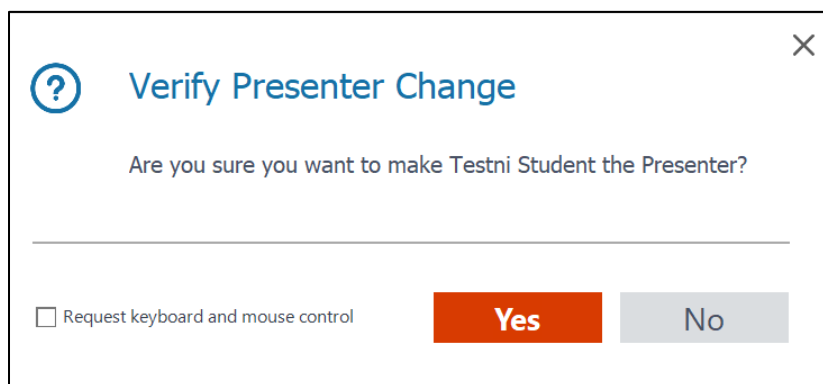 Verify Presenter Change
Are you sure you want to make Testni Student the Presenter?
Request keyboard and mouse control
Yes
No